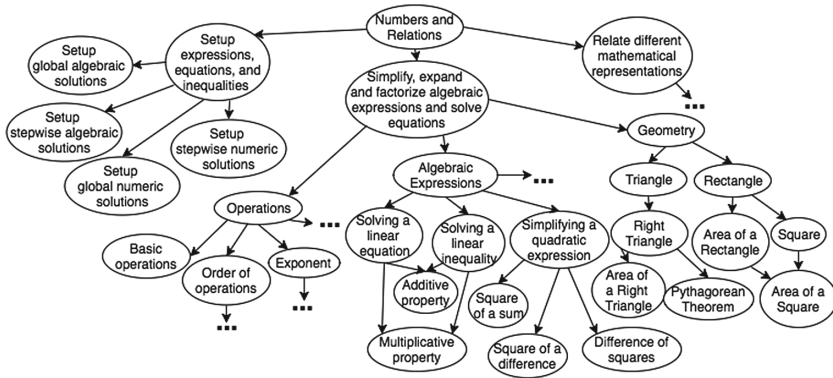 Numbers and
Relations
Setup
expressions,
equations, and
inequalities
Relate different
mathematical
representations
...
Setup
global algebraic
solutions
Setup
stepwise algebraic
solutions
Setup
global numeric
solutions
Setup
stepwise numeric
solutions
Simplify, expand
and factorize algebraic
expressions and solve
equations
Geometry
Algebraic
Expressions
...
Triangle
Rectangle
Operations
...
Solving a
linear
equation
Solving a
linear
inequality
Simplifying a
quadratic
expression
Right
Triangle
Area of a
Rectangle
Square
Basic
operations
Order of
operations
...
Exponent
...
Additive
property
Square
of a sum
Area of
a Right
Triangle
Pythagorean
Theorem
Area of a
Square
Multiplicative
property
Square of a
difference
Difference of
squares